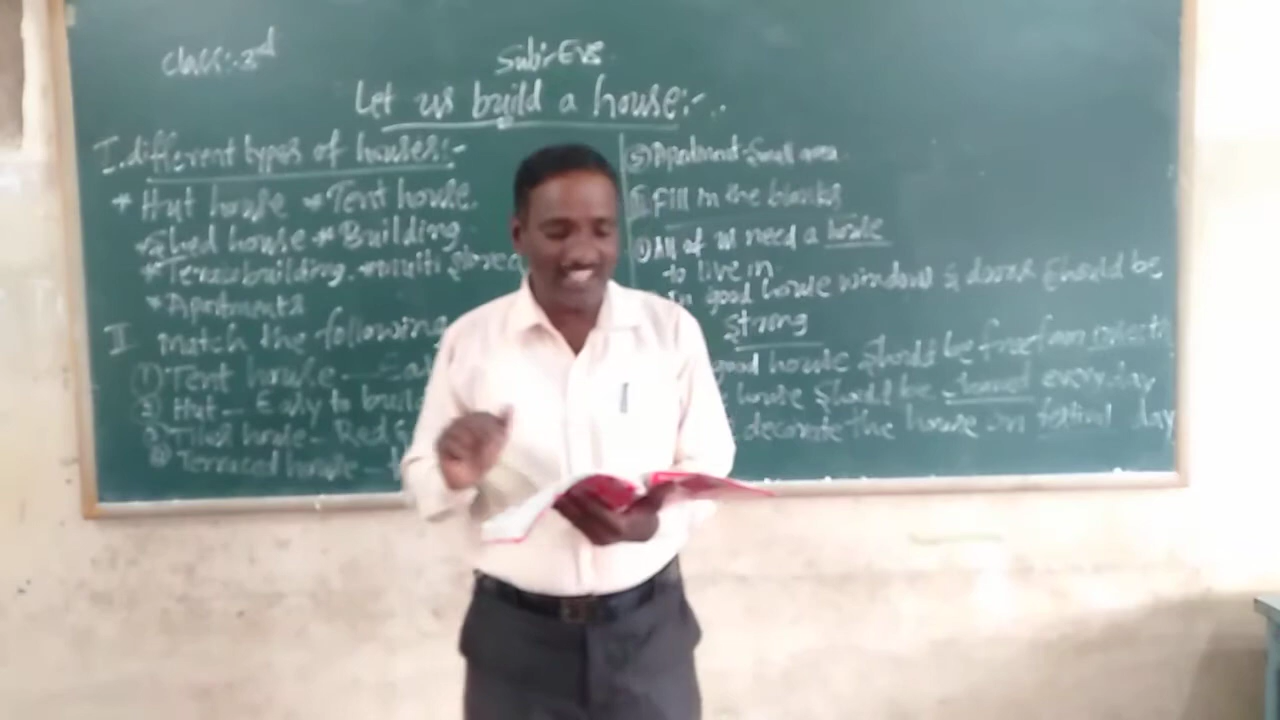 Class:-3rd
Sub:-EVS
Let us build a house:-
I. different types of houses:-
* Hut house * Tent house
* Shed house * Building
* Terrace building * multi stored
* Apartments
II match the following
① Tent house
② Hut - Easy to build
③ Tiled house - Red
④ Terraced house -
⑤ Apartment - Small area
Fill in the blanks
① All of us need a house
to live in
In good house windows & doors should be
strong
good house should be free from
house should be cleaned everyday
decorate the house on festival day